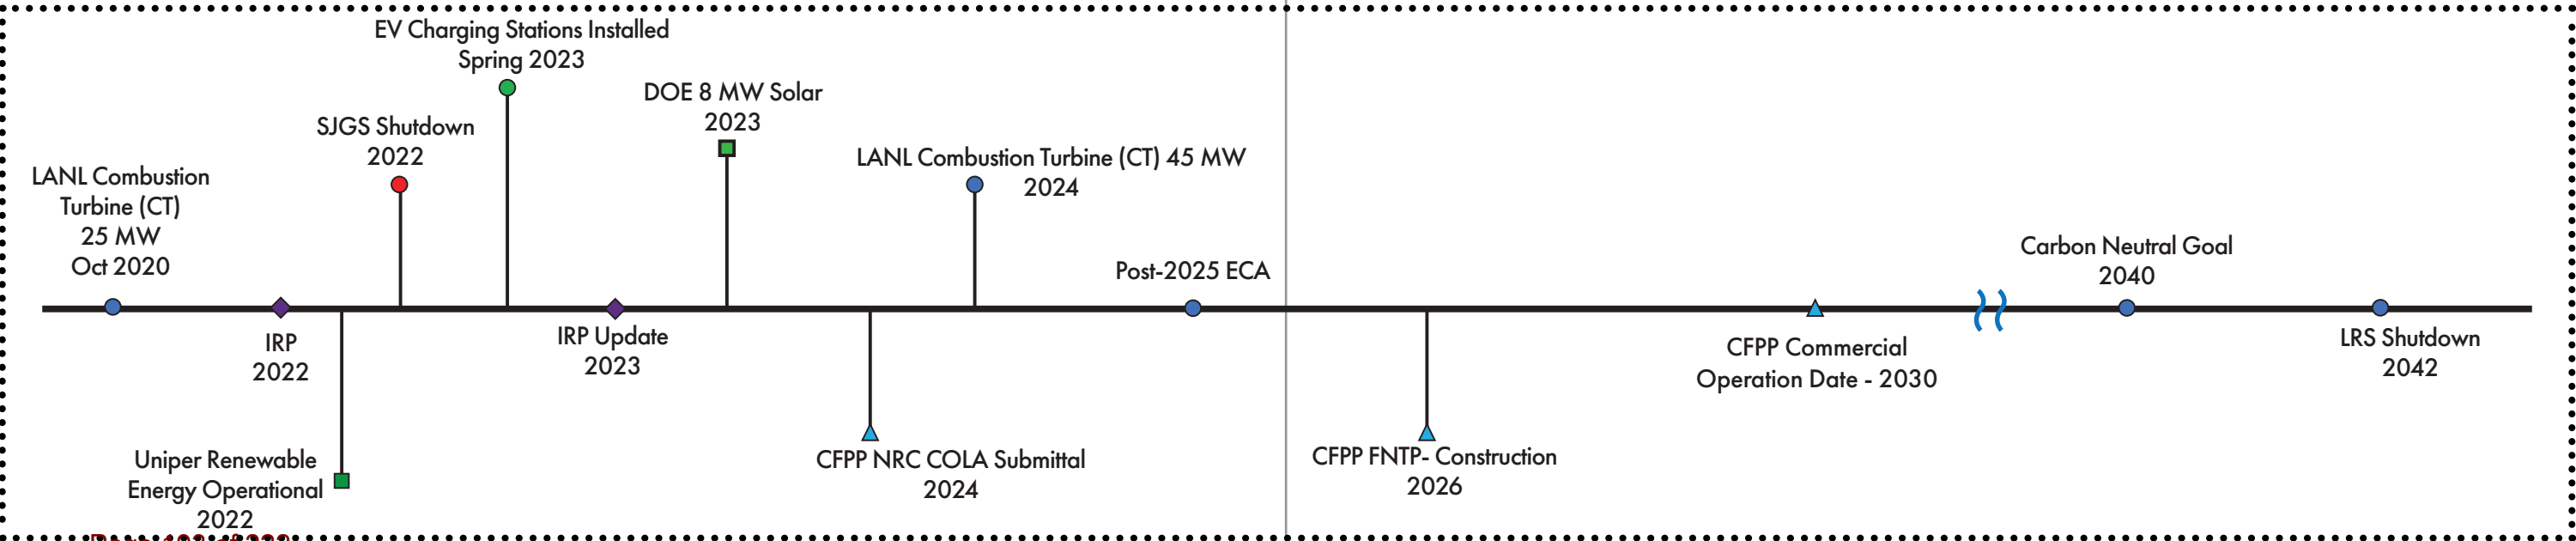 EV Charging Stations Installed
Spring 2023
DOE 8 MW Solar
2023
SJGS Shutdown
2022
LANL Combustion Turbine (CT) 45 MW
2024
LANL Combustion
Turbine (CT)
25 MW
Oct 2020
Post-2025 ECA
Carbon Neutral Goal
2040
IRP
2022
IRP Update
2023
CFPP Commercial
Operation Date - 2030
LRS Shutdown
2042
Uniper Renewable
Energy Operational
2022
CFPP NRC COLA Submittal
2024
CFPP FNTP- Construction
2026